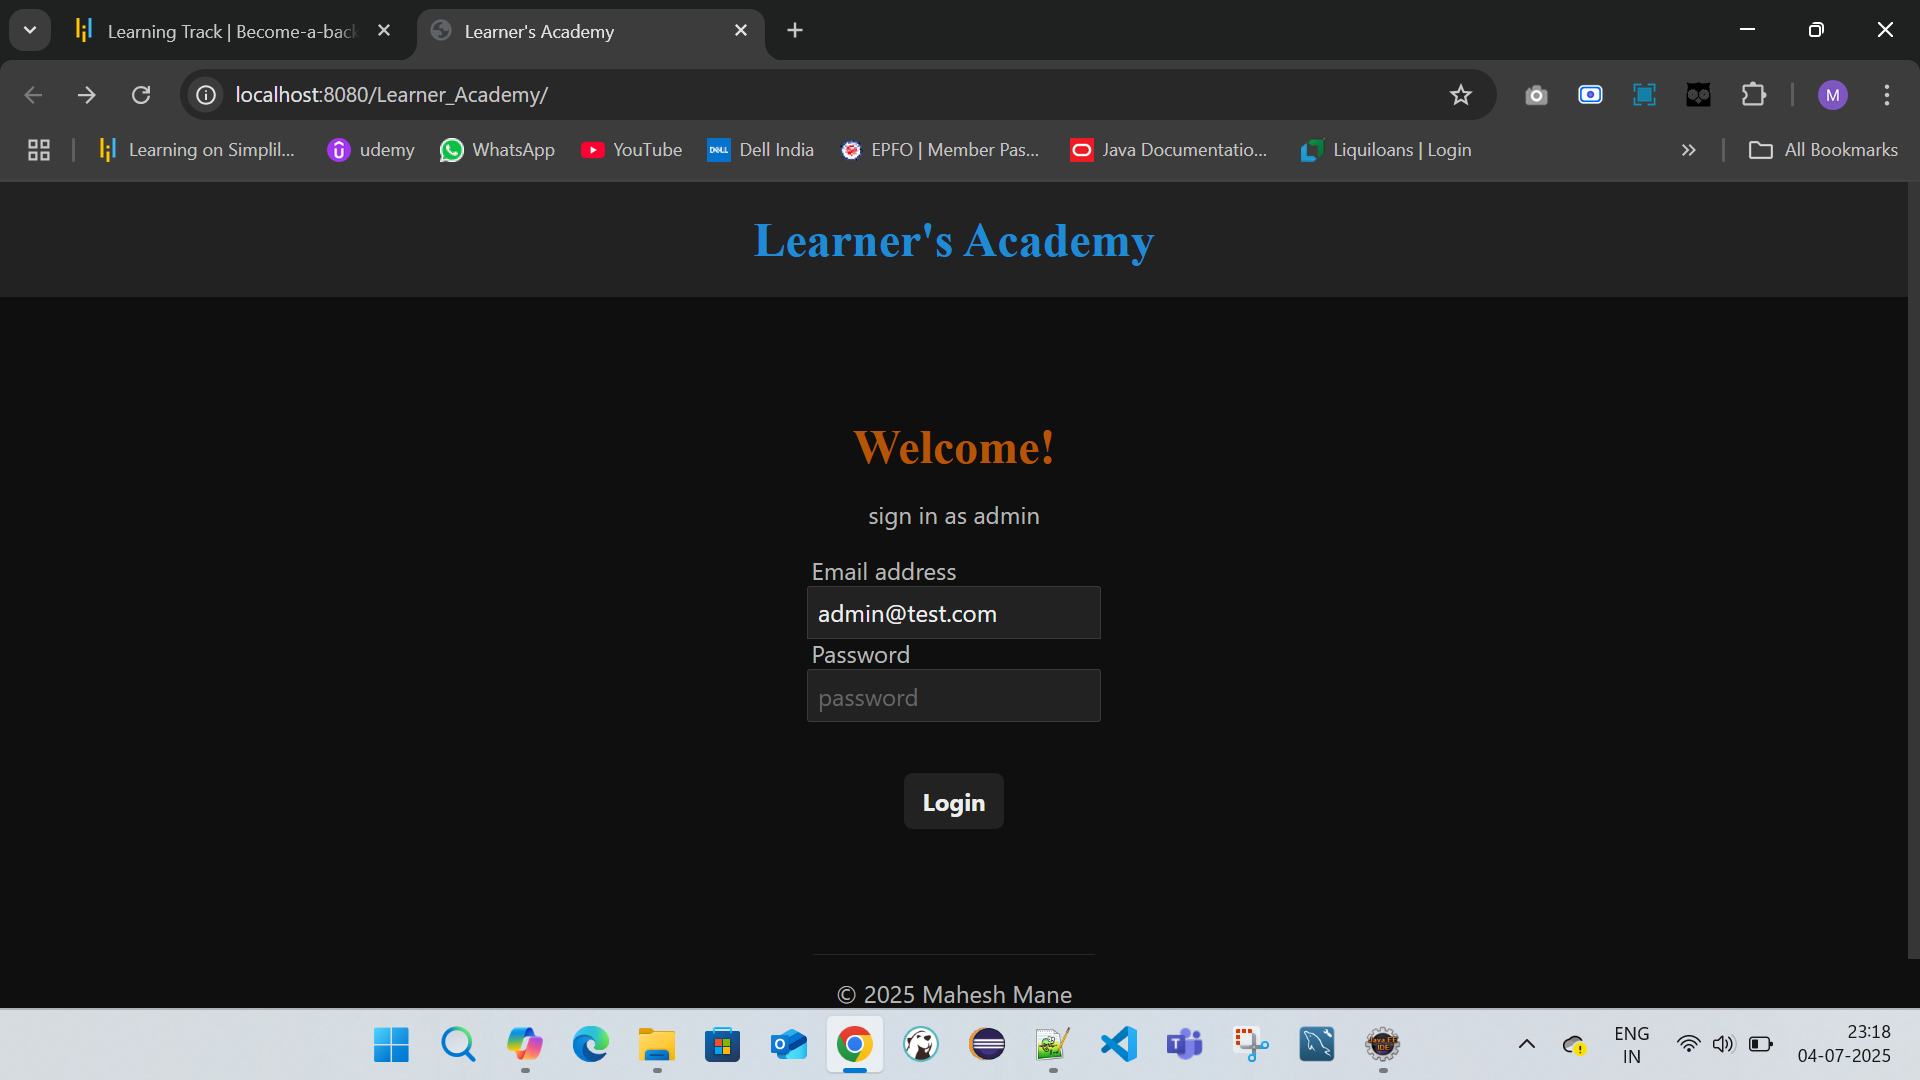 Learning Track | Become-a-back
Learner's Academy
localhost:8080/Learner_Academy/
M
Learning on Simplil...
udemy
WhatsApp
YouTube
DELL
Dell India
EPFO | Member Pas...
Java Documentatio...
Liquiloans | Login
All Bookmarks
Learner's Academy
Welcome!
sign in as admin
Email address
admin@test.com
Password
password
Login
© 2025 Mahesh Mane
ENG
IN
23:18
04-07-2025